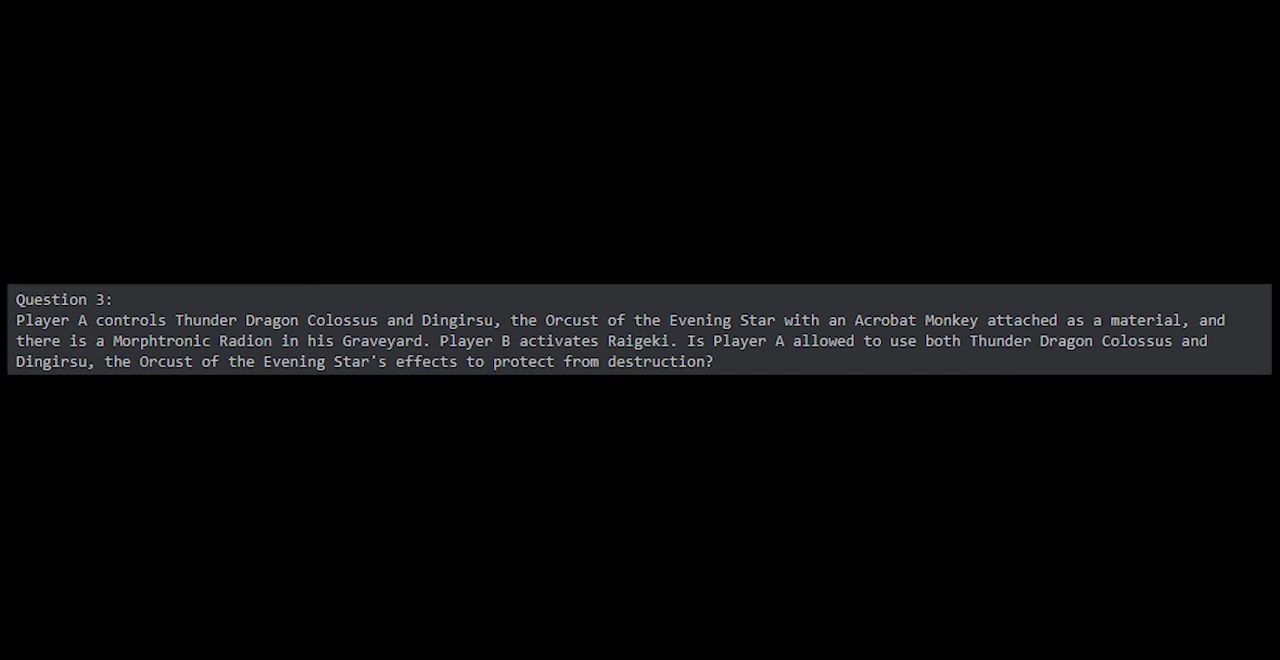 Question 3:
Player A controls Thunder Dragon Colossus and Dingirsu, the Orcust of the Evening Star with an Acrobat Monkey attached as a material, and
there is a Morphtronic Radion in his Graveyard. Player B activates Raigeki. Is Player A allowed to use both Thunder Dragon Colossus and
Dingirsu, the Orcust of the Evening Star's effects to protect from destruction?